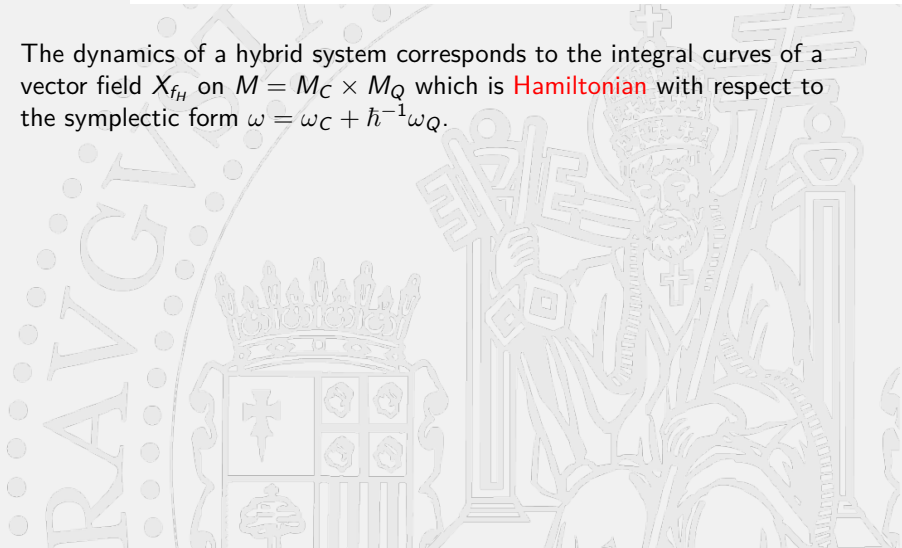 The dynamics of a hybrid system corresponds to the integral curves of a
vector field X_{f_H} on M = M_C × M_Q which is Hamiltonian with respect to
the symplectic form ω = ω_C + ℏ^{-1}ω_Q.
RAVGVSTA